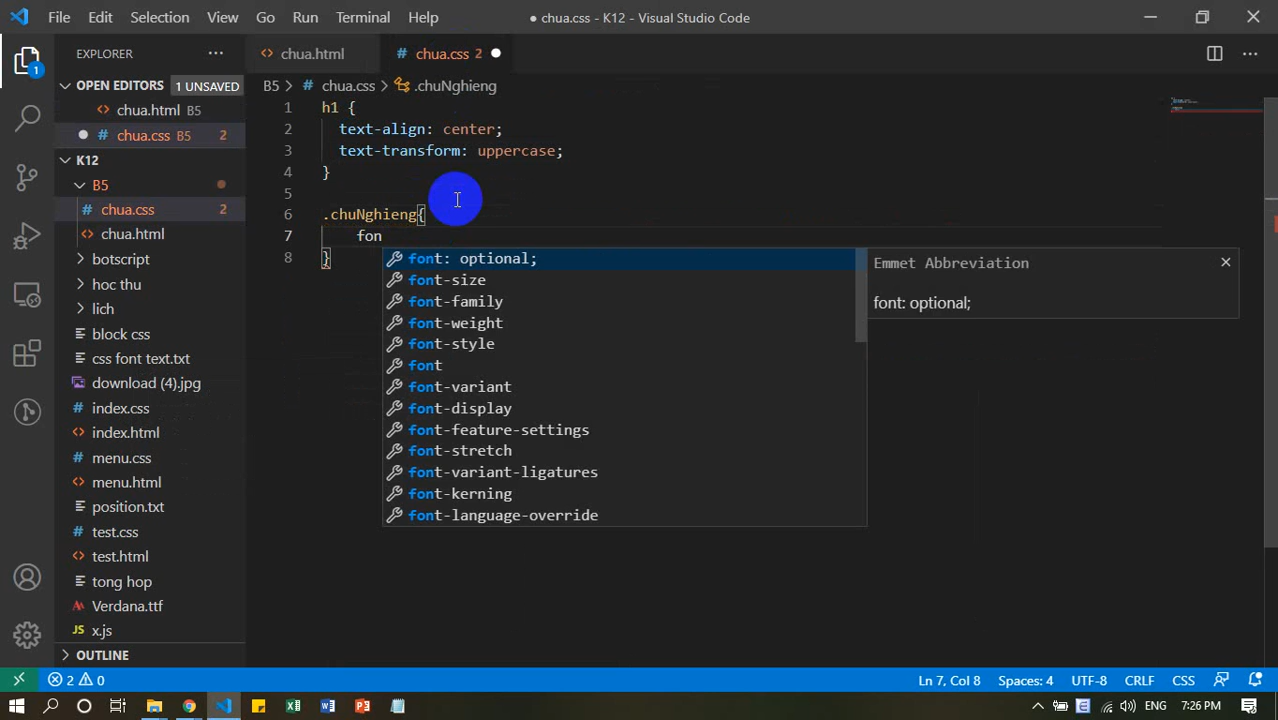 File Edit Selection View Go Run Terminal Help
● chua.css - K12 - Visual Studio Code
EXPLORER ...
chua.html
# chua.css 2 ●
OPEN EDITORS 1 UNSAVED
B5 > # chua.css > .chuNghieng
<> chua.html B5
● # chua.css B5 2
K12
B5
# chua.css 2
<> chua.html
> botscript
> hoc thu
> lich
block css
css font text.txt
download (4).jpg
# index.css
<> index.html
# menu.css
<> menu.html
position.txt
# test.css
<> test.html
tong hop
Verdana.ttf
JS x.js
> OUTLINE
1 h1 {
2 text-align: center;
3 text-transform: uppercase;
4 }
5
6 .chuNghieng{
7 fon
8 }
font: optional;
font-size
font-family
font-weight
font-style
font
font-variant
font-display
font-feature-settings
font-stretch
font-variant-ligatures
font-kerning
font-language-override
Emmet Abbreviation ×
font: optional;
1
2 0
Ln 7, Col 8 Spaces: 4 UTF-8 CRLF CSS
ENG 7:26 PM